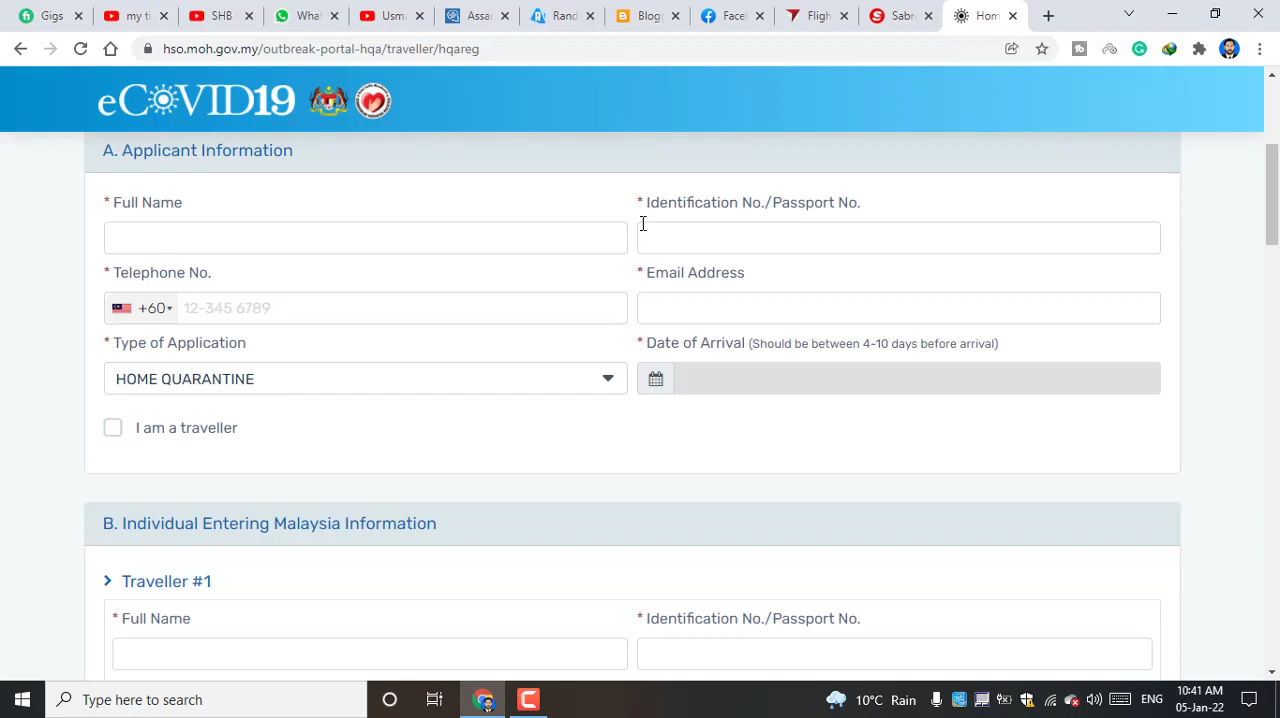 Gigs
my ti
SHB
What
Usm
Assa
Rand
Blog
Facel
Fligh
Sabr
Hom
hso.moh.gov.my/outbreak-portal-hqa/traveller/hqareg
eCOVID19
A. Applicant Information
* Full Name
* Identification No./Passport No.
* Telephone No.
* Email Address
+60
12-345 6789
* Type of Application
* Date of Arrival (Should be between 4-10 days before arrival)
HOME QUARANTINE
I am a traveller
B. Individual Entering Malaysia Information
Traveller #1
* Full Name
* Identification No./Passport No.
Type here to search
10°C Rain
ENG
10:41 AM
05-Jan-22